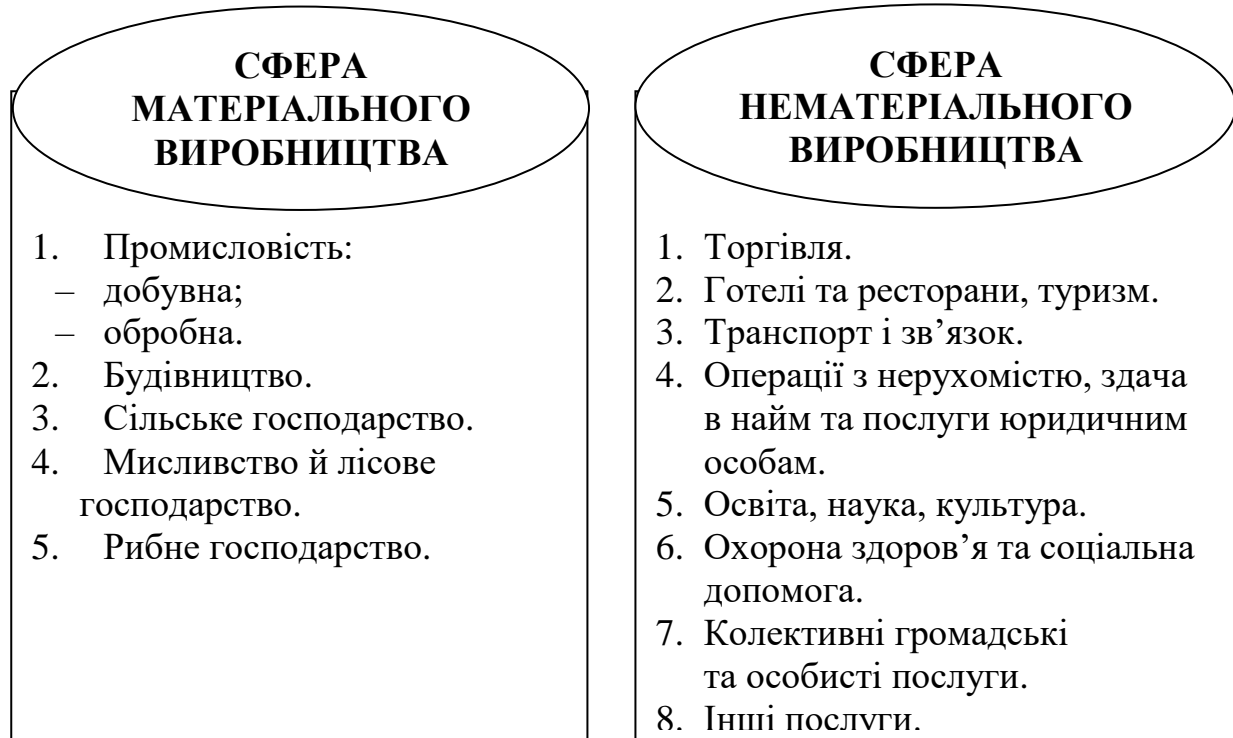 СФЕРА
МАТЕРІАЛЬНОГО
ВИРОБНИЦТВА
1. Промисловість:
– добувна;
– обробна.
2. Будівництво.
3. Сільське господарство.
4. Мисливство й лісове
господарство.
5. Рибне господарство.
СФЕРА
НЕМАТЕРІАЛЬНОГО
ВИРОБНИЦТВА
1. Торгівля.
2. Готелі та ресторани, туризм.
3. Транспорт і зв’язок.
4. Операції з нерухомістю, здача
в найм та послуги юридичним
особам.
5. Освіта, наука, культура.
6. Охорона здоров’я та соціальна
допомога.
7. Колективні громадські
та особисті послуги.
8. Інші послуги.